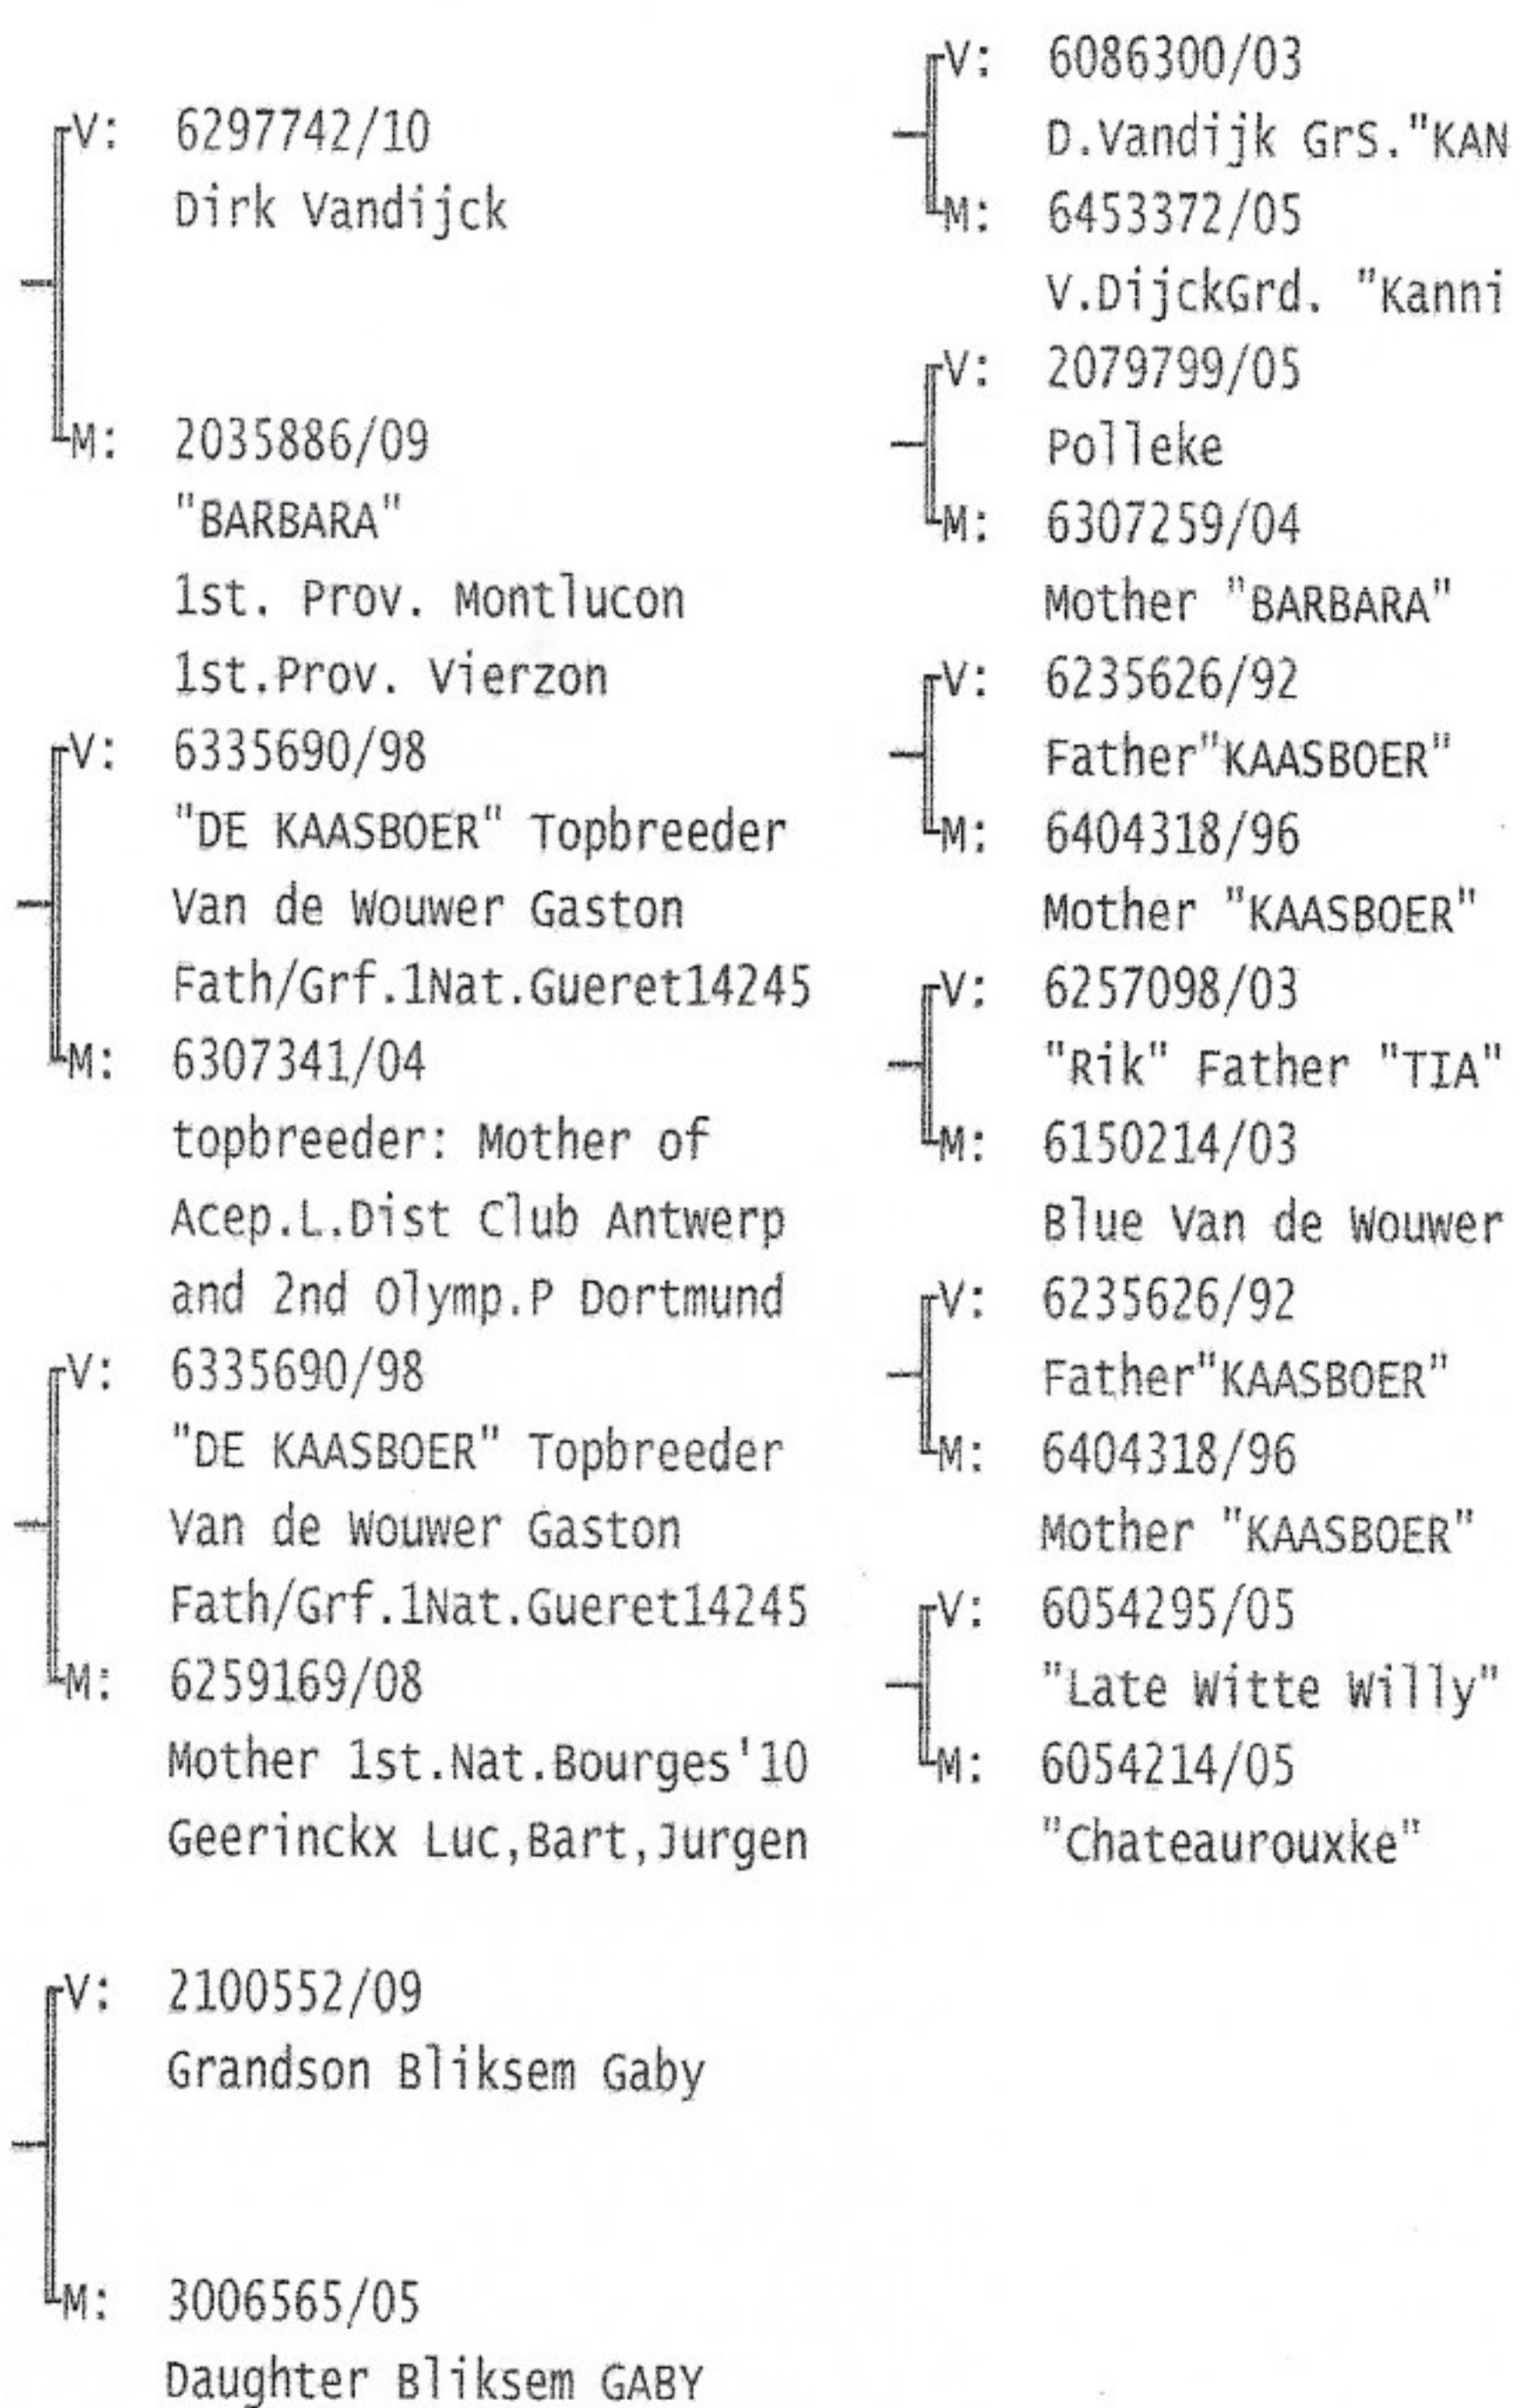 V: 6297742/10
Dirk Vandijck
M: 2035886/09
"BARBARA"
1st. Prov. Montlucon
1st.Prov. Vierzon
V: 6335690/98
"DE KAASBOER" Topbreeder
Van de Wouwer Gaston
Fath/Grf.1Nat.Gueret14245
M: 6307341/04
topbreeder: Mother of
Acep.L.Dist Club Antwerp
and 2nd Olymp.P Dortmund
V: 6335690/98
"DE KAASBOER" Topbreeder
Van de Wouwer Gaston
Fath/Grf.1Nat.Gueret14245
M: 6259169/08
Mother 1st.Nat.Bourges'10
Geerinckx Luc,Bart,Jurgen
V: 2100552/09
Grandson Bliksem Gaby
M: 3006565/05
Daughter Bliksem GABY
V: 6086300/03
D.Vandijk GrS."KAN
M: 6453372/05
V.DijckGrd. "Kanni
V: 2079799/05
Polleke
M: 6307259/04
Mother "BARBARA"
V: 6235626/92
Father"KAASBOER"
M: 6404318/96
Mother "KAASBOER"
V: 6257098/03
"Rik" Father "TIA"
M: 6150214/03
Blue Van de Wouwer
V: 6235626/92
Father"KAASBOER"
M: 6404318/96
Mother "KAASBOER"
V: 6054295/05
"Late Witte Willy"
M: 6054214/05
"Chateaurouxke"